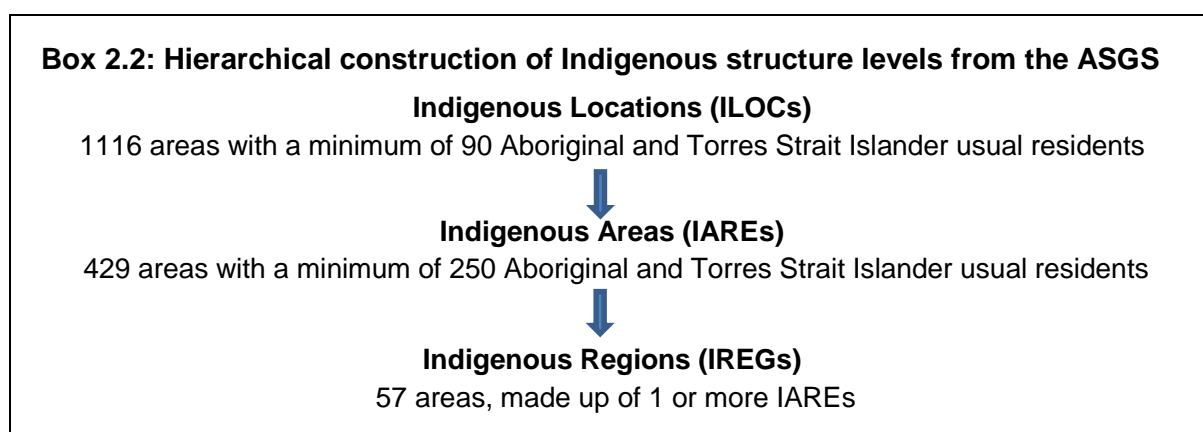 Box 2.2: Hierarchical construction of Indigenous structure levels from the ASGS
Indigenous Locations (ILOCs)
1116 areas with a minimum of 90 Aboriginal and Torres Strait Islander usual residents
Indigenous Areas (IAREs)
429 areas with a minimum of 250 Aboriginal and Torres Strait Islander usual residents
Indigenous Regions (IREGs)
57 areas, made up of 1 or more IAREs